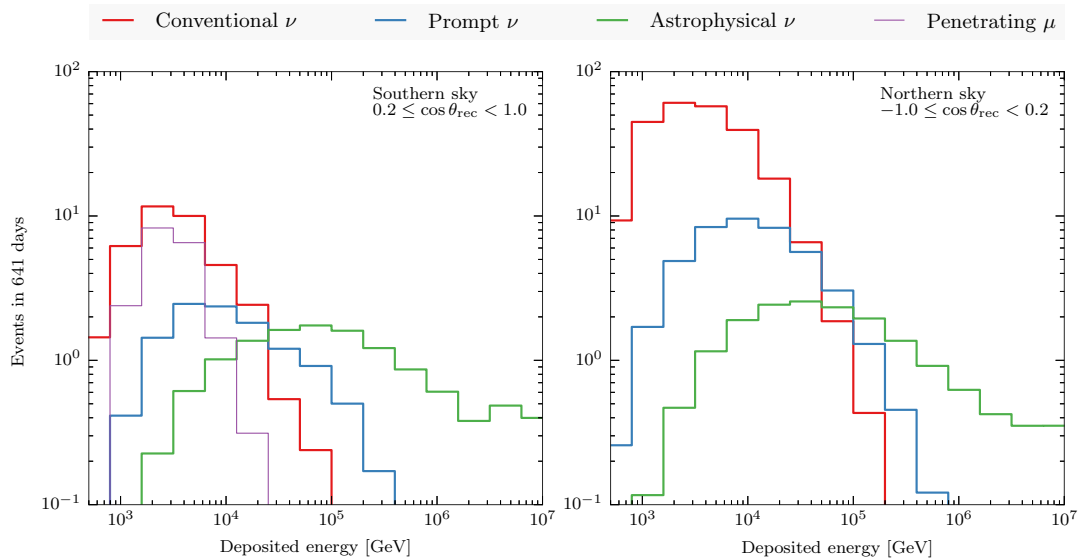 Conventional ν Prompt ν Astrophysical ν Penetrating μ
Southern sky
0.2 ≤ cos θ_rec < 1.0
Northern sky
−1.0 ≤ cos θ_rec < 0.2
Events in 641 days
10² 10¹ 10⁰ 10⁻¹
10³ 10⁴ 10⁵ 10⁶ 10⁷
Deposited energy [GeV]
10² 10¹ 10⁰ 10⁻¹
10³ 10⁴ 10⁵ 10⁶ 10⁷
Deposited energy [GeV]